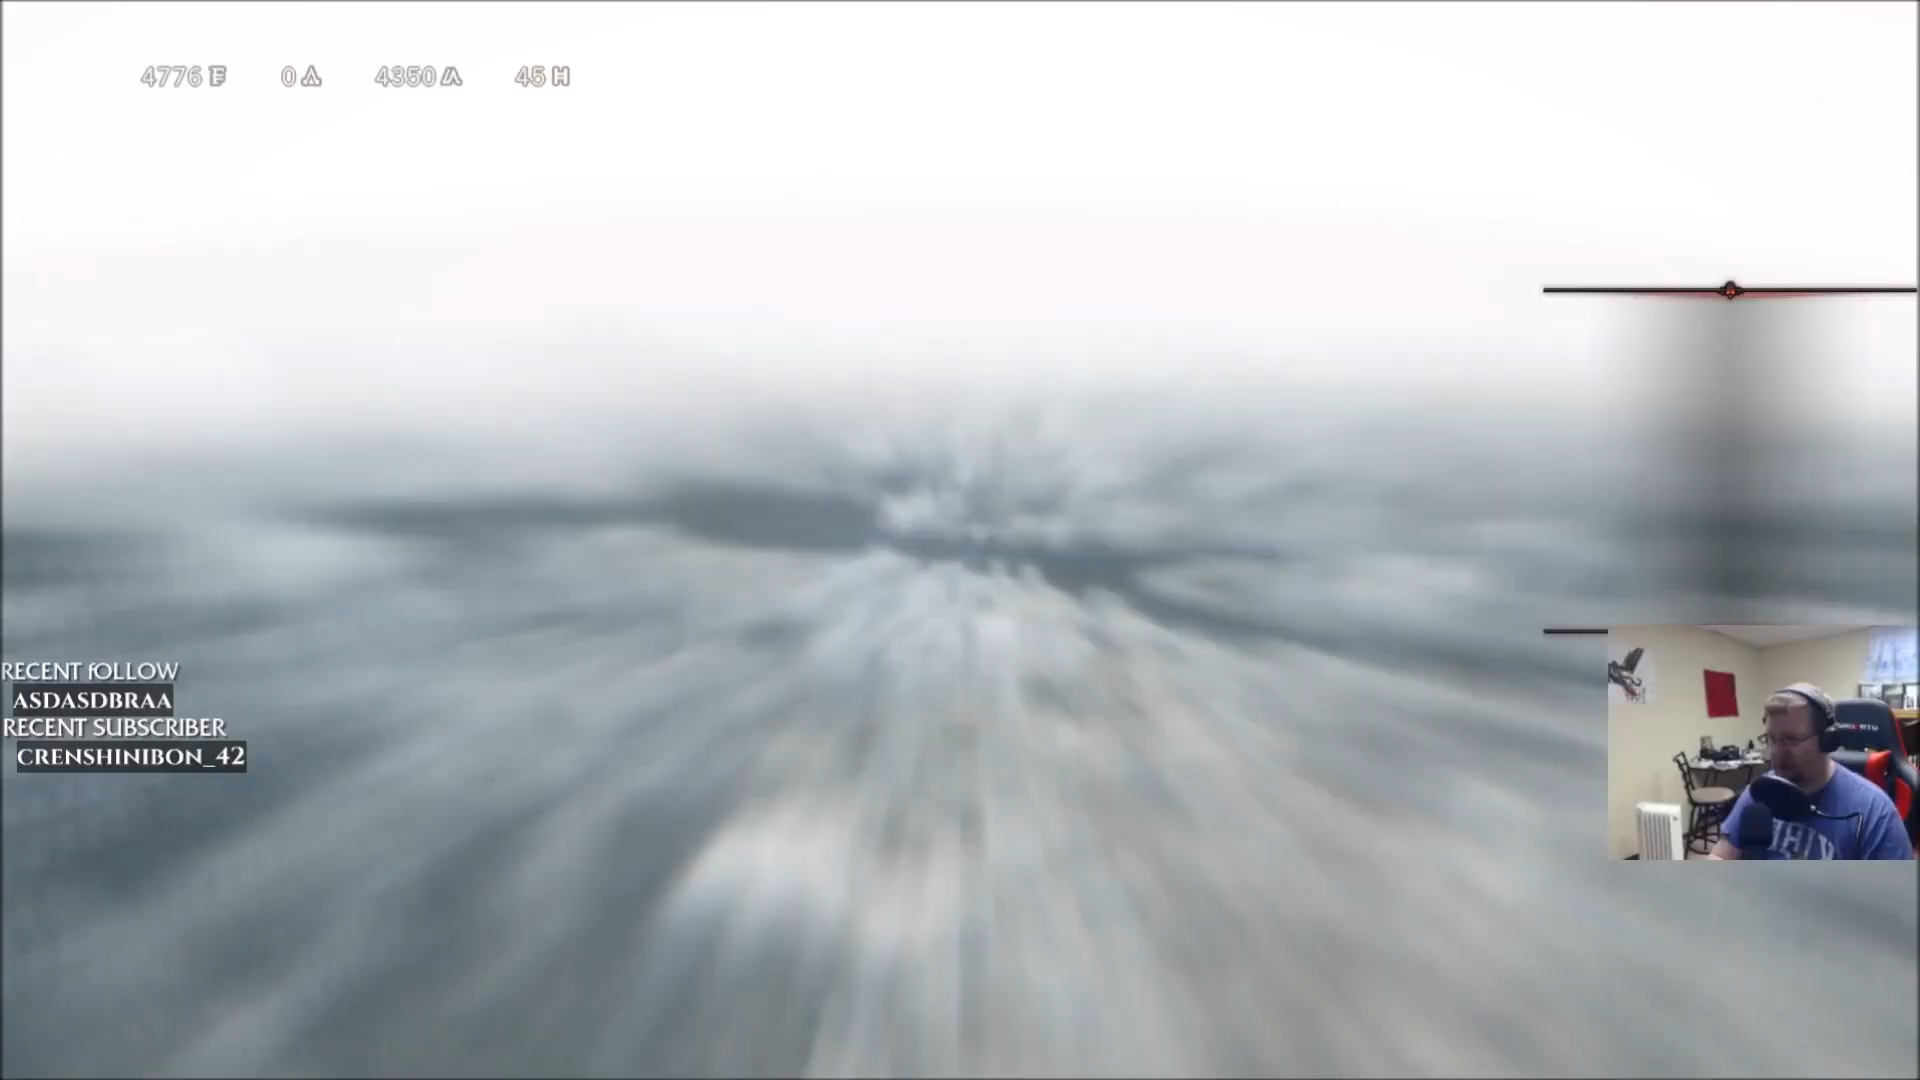 4776 0 4350 45 H
RECENT FOLLOW
ASDASDBRAA
RECENT SUBSCRIBER
CRENSHINIBON_42